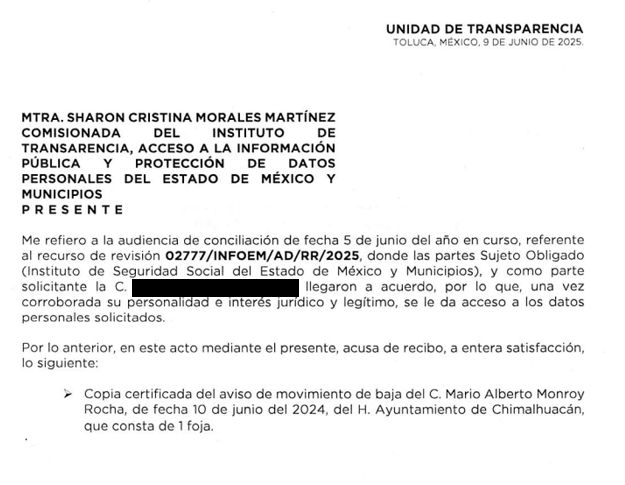 UNIDAD DE TRANSPARENCIA
TOLUCA, MÉXICO, 9 DE JUNIO DE 2025.
MTRA. SHARON CRISTINA MORALES MARTÍNEZ
COMISIONADA DEL INSTITUTO DE
TRANSARENCIA, ACCESO A LA INFORMACIÓN
PÚBLICA Y PROTECCIÓN DE DATOS
PERSONALES DEL ESTADO DE MÉXICO Y
MUNICIPIOS
P R E S E N T E
Me refiero a la audiencia de conciliación de fecha 5 de junio del año en curso, referente
al recurso de revisión 02777/INFOEM/AD/RR/2025, donde las partes Sujeto Obligado
(Instituto de Seguridad Social del Estado de México y Municipios), y como parte
solicitante la C. llegaron a acuerdo, por lo que, una vez
corroborada su personalidad e interés jurídico y legítimo, se le da acceso a los datos
personales solicitados.
Por lo anterior, en este acto mediante el presente, acusa de recibo, a entera satisfacción,
lo siguiente:
➢ Copia certificada del aviso de movimiento de baja del C. Mario Alberto Monroy
Rocha, de fecha 10 de junio del 2024, del H. Ayuntamiento de Chimalhuacán,
que consta de 1 foja.